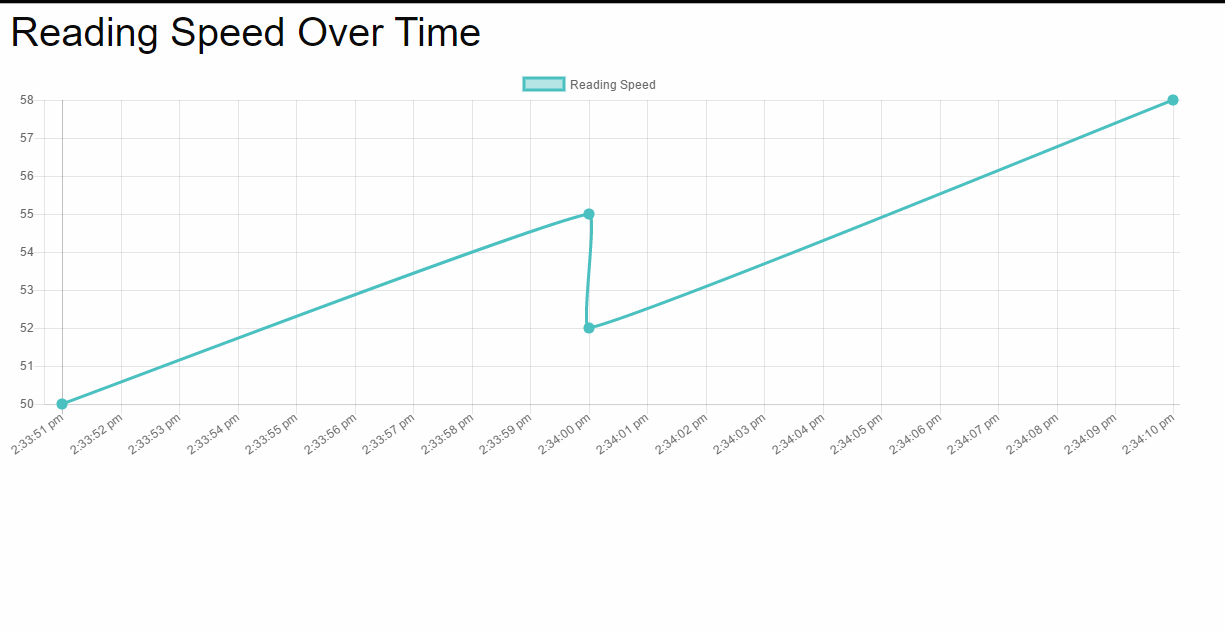 Reading Speed Over Time
Reading Speed
58
57
56
55
54
53
52
51
50
2:33:51 pm
2:33:52 pm
2:33:53 pm
2:33:54 pm
2:33:55 pm
2:33:56 pm
2:33:57 pm
2:33:58 pm
2:33:59 pm
2:34:00 pm
2:34:01 pm
2:34:02 pm
2:34:03 pm
2:34:04 pm
2:34:05 pm
2:34:06 pm
2:34:07 pm
2:34:08 pm
2:34:09 pm
2:34:10 pm